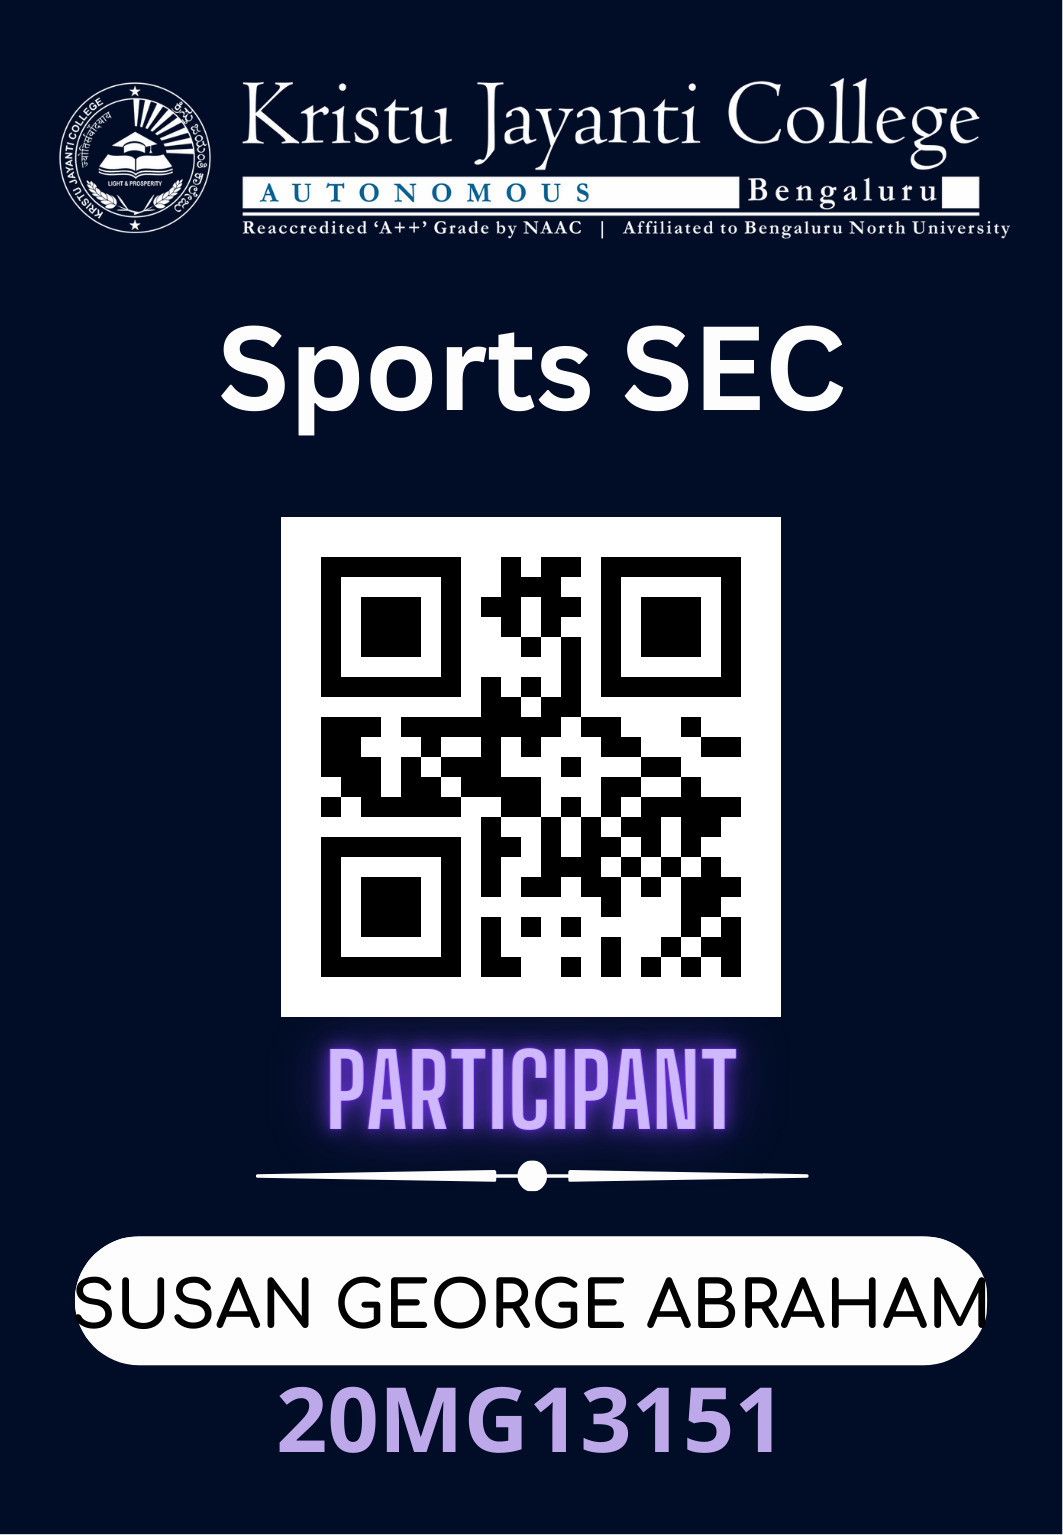 KRISTU JAYANTI COLLEGE
ಕ್ರಿಸ್ತು ಜಯಂತಿ ಕಾಲೇಜು
LIGHT & PROSPERITY
Kristu Jayanti College
AUTONOMOUS Bengaluru
Reaccredited ‘A++’ Grade by NAAC | Affiliated to Bengaluru North University
Sports SEC
PARTICIPANT
SUSAN GEORGE ABRAHAM
20MG13151